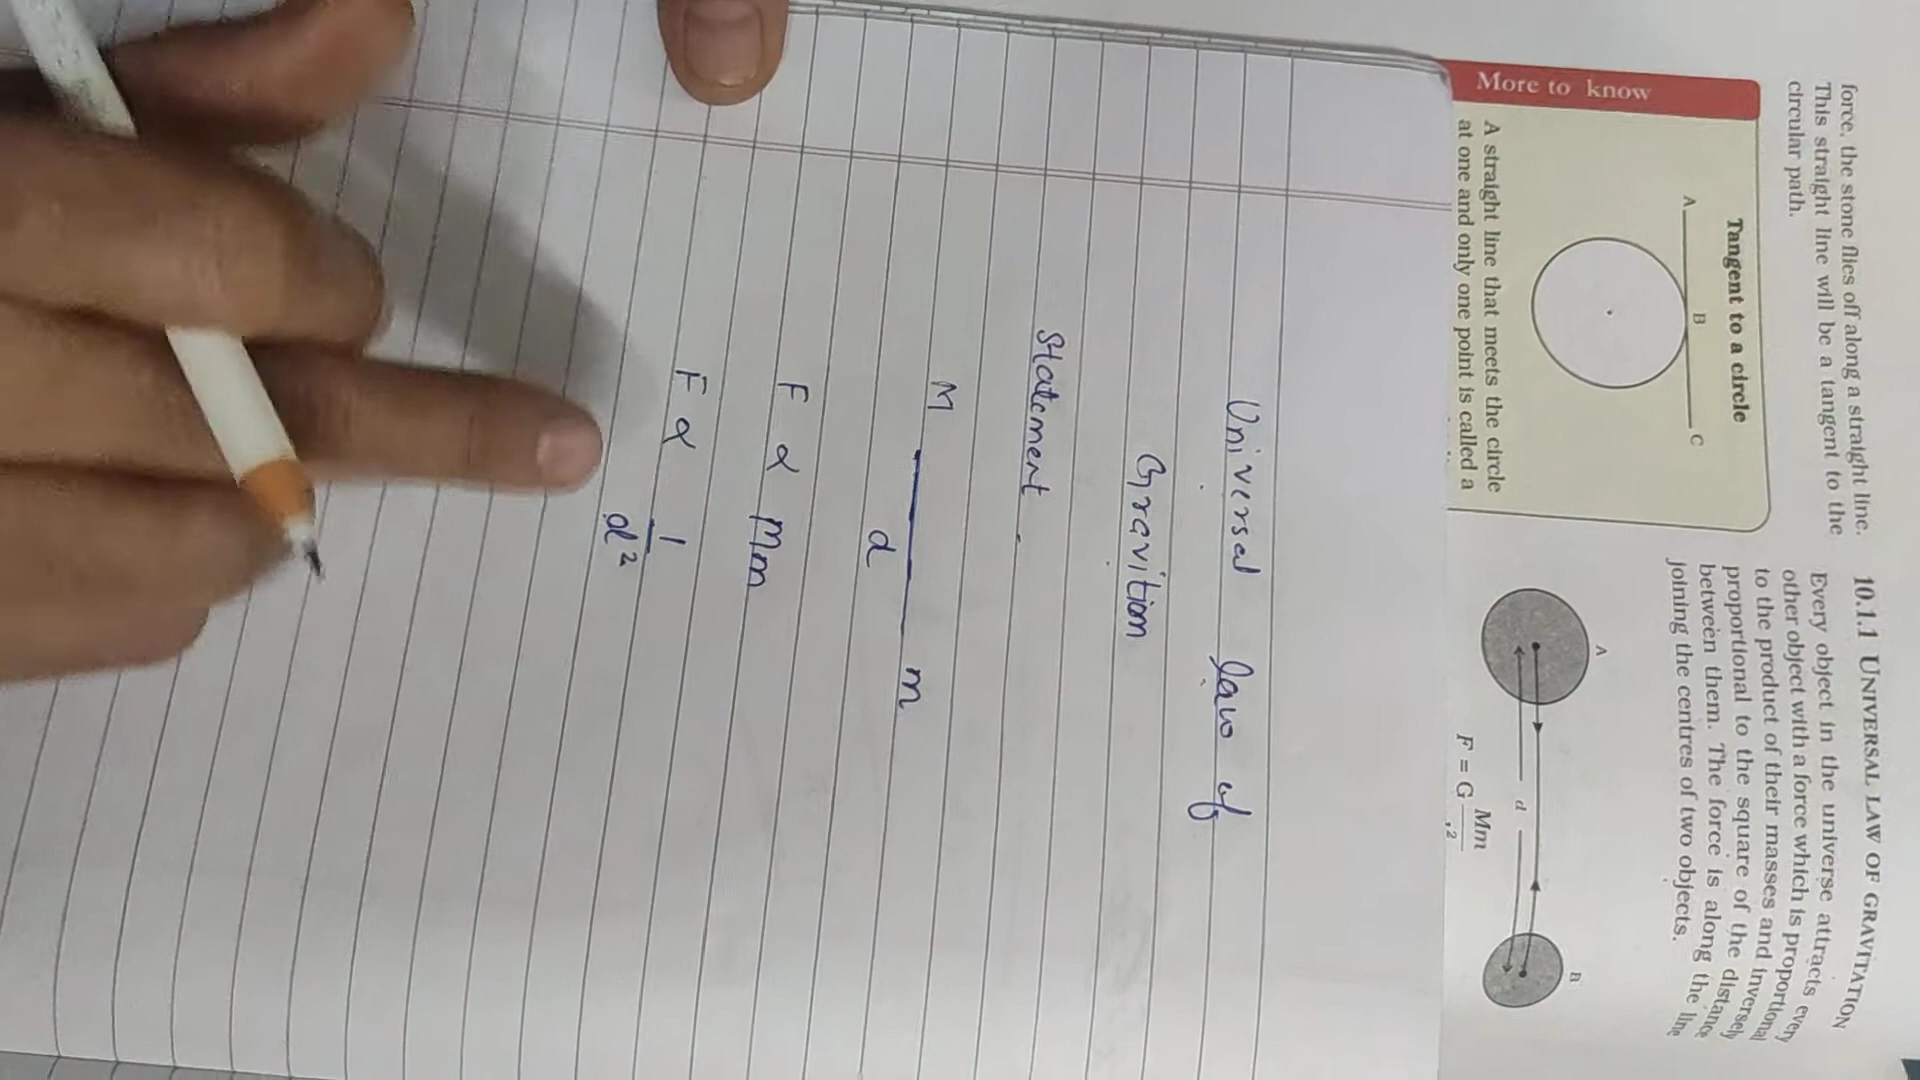 force, the stone flies off along a straight line.
This straight line will be a tangent to the
circular path.
More to know
Tangent to a circle
A B C
A straight line that meets the circle
at one and only one point is called a
10.1.1 UNIVERSAL LAW OF GRAVITATION
Every object in the universe attracts every
other object with a force which is proportional
to the product of their masses and inversely
proportional to the square of the distance
between them. The force is along the line
joining the centres of two objects.
A
d
F = G Mm
2
Universal law of
Gravition
Statement -
M m
d
F α Mm
F α 1
d²